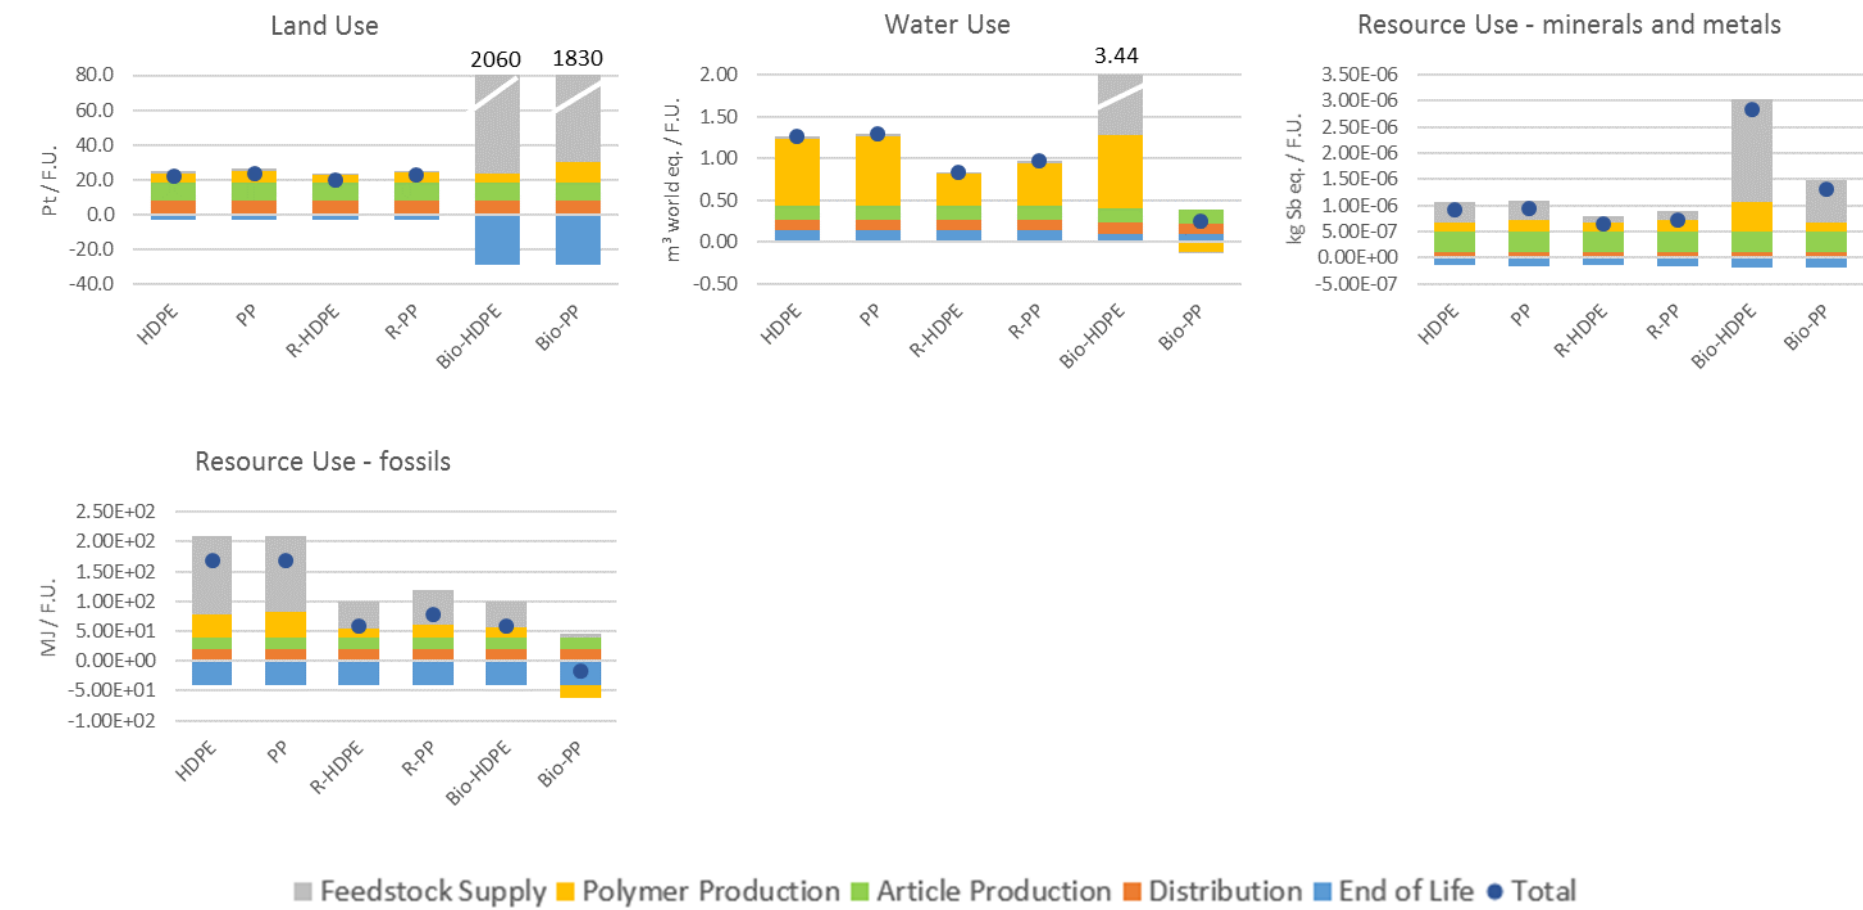 Land Use
2060
1830
80.0
60.0
40.0
20.0
0.0
-20.0
-40.0
Pt / F.U.
HDPE
PP
R-HDPE
R-PP
Bio-HDPE
Bio-PP
Water Use
3.44
2.00
1.50
1.00
0.50
0.00
-0.50
m³ world eq. / F.U.
HDPE
PP
R-HDPE
R-PP
Bio-HDPE
Bio-PP
Resource Use - minerals and metals
3.50E-06
3.00E-06
2.50E-06
2.00E-06
1.50E-06
1.00E-06
5.00E-07
0.00E+00
-5.00E-07
kg Sb eq. / F.U.
HDPE
PP
R-HDPE
R-PP
Bio-HDPE
Bio-PP
Resource Use - fossils
2.50E+02
2.00E+02
1.50E+02
1.00E+02
5.00E+01
0.00E+00
-5.00E+01
-1.00E+02
MJ / F.U.
HDPE
PP
R-HDPE
R-PP
Bio-HDPE
Bio-PP
Feedstock Supply Polymer Production Article Production Distribution End of Life Total